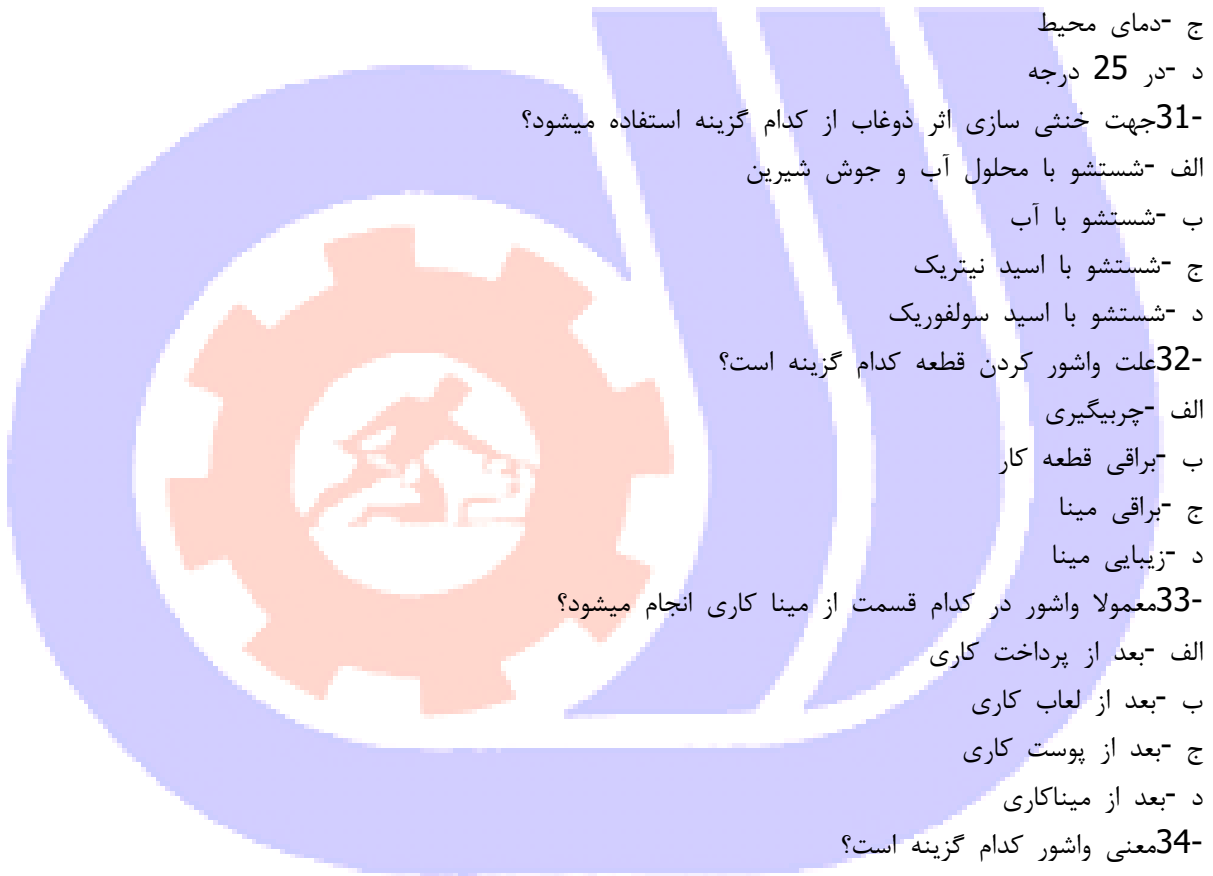 ج -دمای محیط
د -در 25 درجه
-31جهت خنثی سازی اثر ذوغاب از کدام گزینه استفاده میشود؟
الف -شستشو با محلول آب و جوش شیرین
ب -شستشو با آب
ج -شستشو با اسید نیتریک
د -شستشو با اسید سولفوریک
-32علت واشور کردن قطعه کدام گزینه است؟
الف -چربیگیری
ب -براقی قطعه کار
ج -براقی مینا
د -زیبایی مینا
-33معمولا واشور در کدام قسمت از مینا کاری انجام میشود؟
الف -بعد از پرداخت کاری
ب -بعد از لعاب کاری
ج -بعد از پوست کاری
د -بعد از میناکاری
-34معنی واشور کدام گزینه است؟